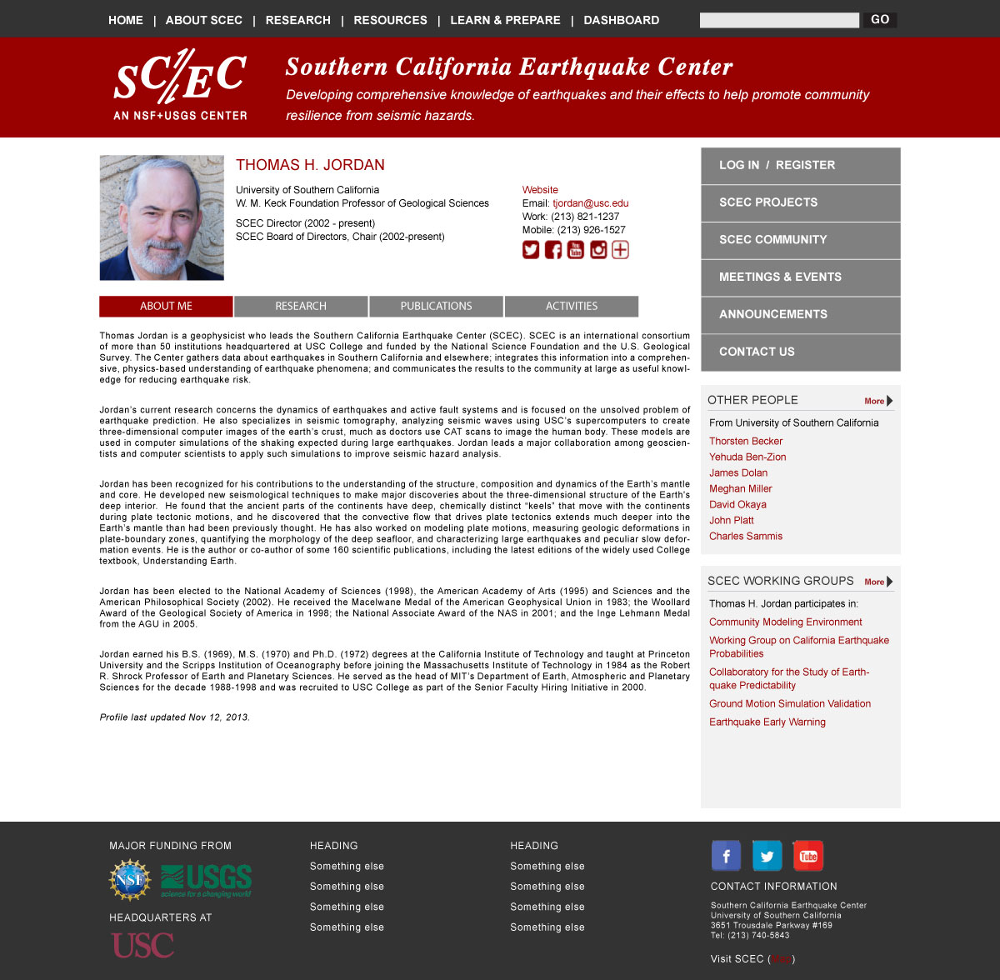 HOME | ABOUT SCEC | RESEARCH | RESOURCES | LEARN & PREPARE | DASHBOARD
GO
SC//EC
AN NSF+USGS CENTER
Southern California Earthquake Center
Developing comprehensive knowledge of earthquakes and their effects to help promote community
resilience from seismic hazards.
THOMAS H. JORDAN
University of Southern California
W. M. Keck Foundation Professor of Geological Sciences
SCEC Director (2002 - present)
SCEC Board of Directors, Chair (2002-present)
Website
Email: tjordan@usc.edu
Work: (213) 821-1237
Mobile: (213) 926-1527
You
Tube
ABOUT ME
RESEARCH
PUBLICATIONS
ACTIVITIES
Thomas Jordan is a geophysicist who leads the Southern California Earthquake Center (SCEC). SCEC is an international consortium
of more than 50 institutions headquartered at USC College and funded by the National Science Foundation and the U.S. Geological
Survey. The Center gathers data about earthquakes in Southern California and elsewhere; integrates this information into a comprehen-
sive, physics-based understanding of earthquake phenomena; and communicates the results to the community at large as useful knowl-
edge for reducing earthquake risk.
Jordan's current research concerns the dynamics of earthquakes and active fault systems and is focused on the unsolved problem of
earthquake prediction. He also specializes in seismic tomography, analyzing seismic waves using USC's supercomputers to create
three-dimensional computer images of the earth's crust, much as doctors use CAT scans to image the human body. These models are
used in computer simulations of the shaking expected during large earthquakes. Jordan leads a major collaboration among geoscien-
tists and computer scientists to apply such simulations to improve seismic hazard analysis.
Jordan has been recognized for his contributions to the understanding of the structure, composition and dynamics of the Earth's mantle
and core. He developed new seismological techniques to make major discoveries about the three-dimensional structure of the Earth's
deep interior. He found that the ancient parts of the continents have deep, chemically distinct “keels” that move with the continents
during plate tectonic motions, and he discovered that the convective flow that drives plate tectonics extends much deeper into the
Earth's mantle than had been previously thought. He has also worked on modeling plate motions, measuring geologic deformations in
plate-boundary zones, quantifying the morphology of the deep seafloor, and characterizing large earthquakes and peculiar slow defor-
mation events. He is the author or co-author of some 160 scientific publications, including the latest editions of the widely used College
textbook, Understanding Earth.
Jordan has been elected to the National Academy of Sciences (1998), the American Academy of Arts (1995) and Sciences and the
American Philosophical Society (2002). He received the Macelwane Medal of the American Geophysical Union in 1983; the Woollard
Award of the Geological Society of America in 1998; the National Associate Award of the NAS in 2001; and the Inge Lehmann Medal
from the AGU in 2005.
Jordan earned his B.S. (1969), M.S. (1970) and Ph.D. (1972) degrees at the California Institute of Technology and taught at Princeton
University and the Scripps Institution of Oceanography before joining the Massachusetts Institute of Technology in 1984 as the Robert
R. Shrock Professor of Earth and Planetary Sciences. He served as the head of MIT's Department of Earth, Atmospheric and Planetary
Sciences for the decade 1988-1998 and was recruited to USC College as part of the Senior Faculty Hiring Initiative in 2000.
Profile last updated Nov 12, 2013.
LOG IN / REGISTER
SCEC PROJECTS
SCEC COMMUNITY
MEETINGS & EVENTS
ANNOUNCEMENTS
CONTACT US
OTHER PEOPLE More
From University of Southern California
Thorsten Becker
Yehuda Ben-Zion
James Dolan
Meghan Miller
David Okaya
John Platt
Charles Sammis
SCEC WORKING GROUPS More
Thomas H. Jordan participates in:
Community Modeling Environment
Working Group on California Earthquake
Probabilities
Collaboratory for the Study of Earth-
quake Predictability
Ground Motion Simulation Validation
Earthquake Early Warning
MAJOR FUNDING FROM
NSF
USGS
science for a changing world
HEADQUARTERS AT
USC
HEADING
Something else
Something else
Something else
Something else
HEADING
Something else
Something else
Something else
Something else
f
Tube
CONTACT INFORMATION
Southern California Earthquake Center
University of Southern California
3651 Trousdale Parkway #169
Tel: (213) 740-5843
Visit SCEC (map)